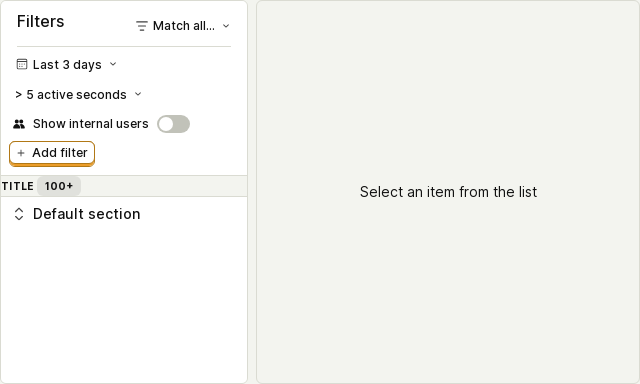 Filters
Match all...
Last 3 days
> 5 active seconds
Show internal users
+ Add filter
TITLE 100+
Default section
Select an item from the list